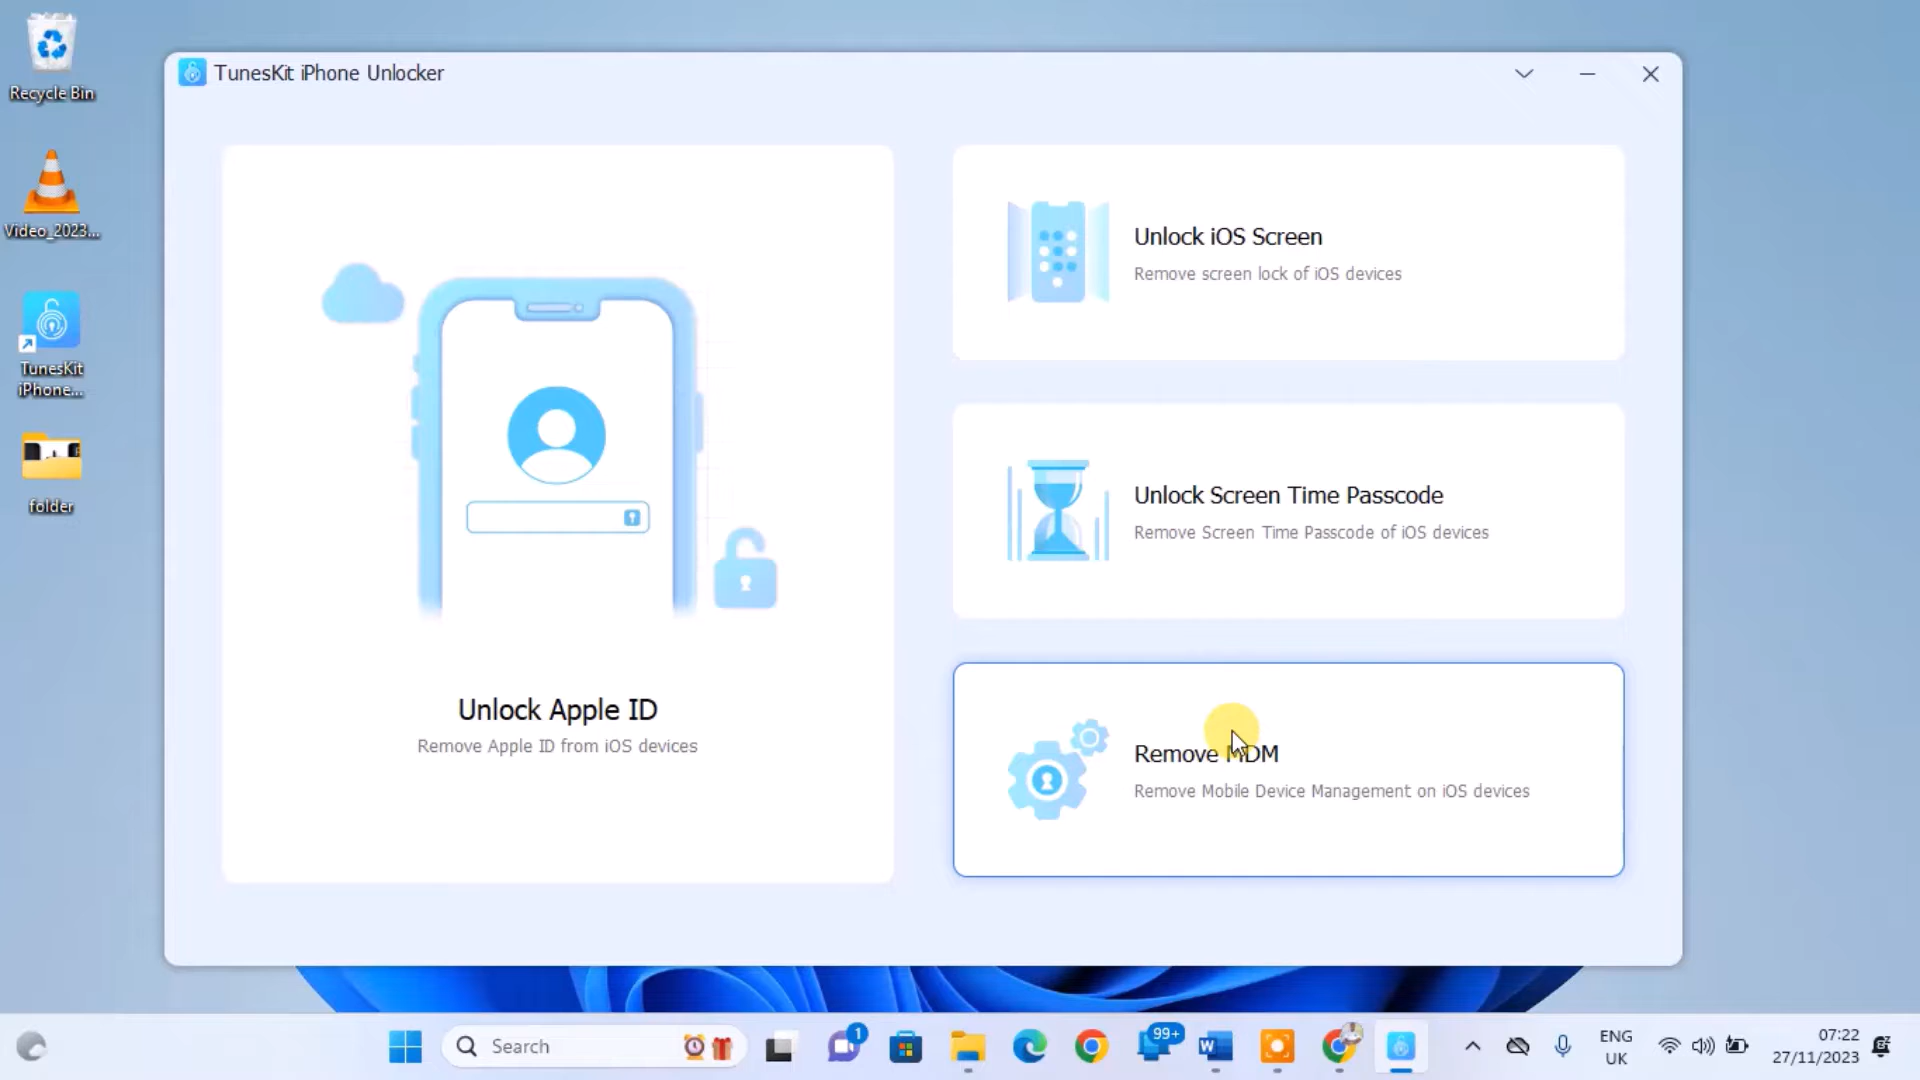 Recycle Bin
Video_2023...
TunesKit
iPhone...
folder
TunesKit iPhone Unlocker
Unlock Apple ID
Remove Apple ID from iOS devices
Unlock iOS Screen
Remove screen lock of iOS devices
Unlock Screen Time Passcode
Remove Screen Time Passcode of iOS devices
Remove MDM
Remove Mobile Device Management on iOS devices
Search
1
99+
W
ENG
UK
07:22
27/11/2023